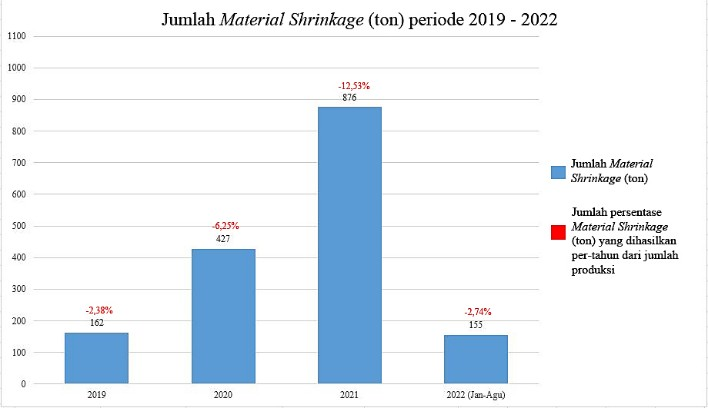 Jumlah Material Shrinkage (ton) periode 2019 - 2022
1100
1000
900
800
700
600
500
400
300
200
100
0
-2,38%
162
-6,25%
427
-12,53%
876
-2,74%
155
2019
2020
2021
2022 (Jan-Agu)
Jumlah Material
Shrinkage (ton)
Jumlah persentase
Material Shrinkage
(ton) yang dihasilkan
per-tahun dari jumlah
produksi